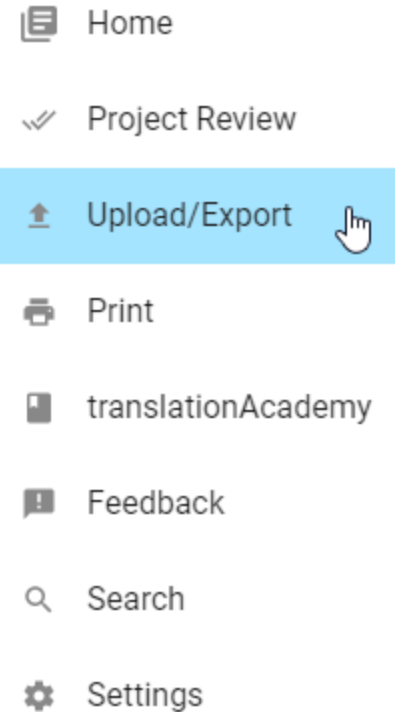 Home
Project Review
Upload/Export
Print
translationAcademy
Feedback
Search
Settings